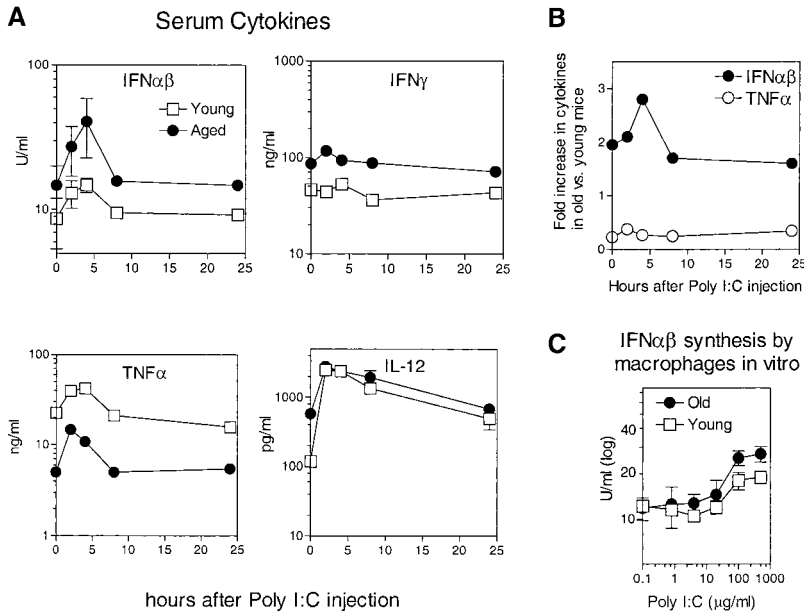 A
Serum Cytokines
IFNαβ
Young
Aged
U/ml
100
10
0 5 10 15 20 25
IFNγ
ng/ml
1000
100
10
0 5 10 15 20 25
TNFα
ng/ml
100
10
1
0 5 10 15 20 25
IL-12
pg/ml
1000
100
10
0 5 10 15 20 25
hours after Poly I:C injection
B
Fold increase in cytokines
in old vs. young mice
IFNαβ
TNFα
3
2
1
0
0 5 10 15 20 25
Hours after Poly I:C injection
C
IFNαβ synthesis by
macrophages in vitro
Old
Young
U/ml (log)
40
20
10
0.1 1 10 100 1000
Poly I:C (μg/ml)